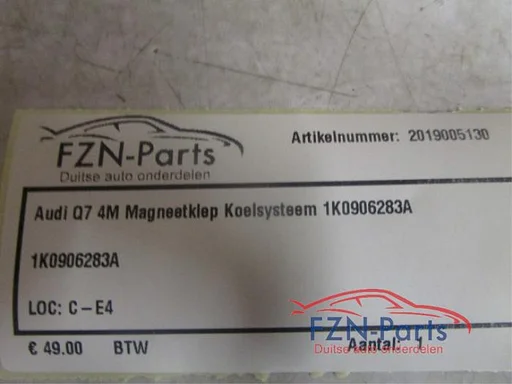 FZN-Parts
Duitse auto onderdelen
Artikelnummer: 2019005130
Audi Q7 4M Magneetklep Koelsysteem 1K0906283A
1K0906283A
LOC: C-E4
€ 49.00 BTW
Aantal: 1
FZN-Parts
Duitse auto onderdelen